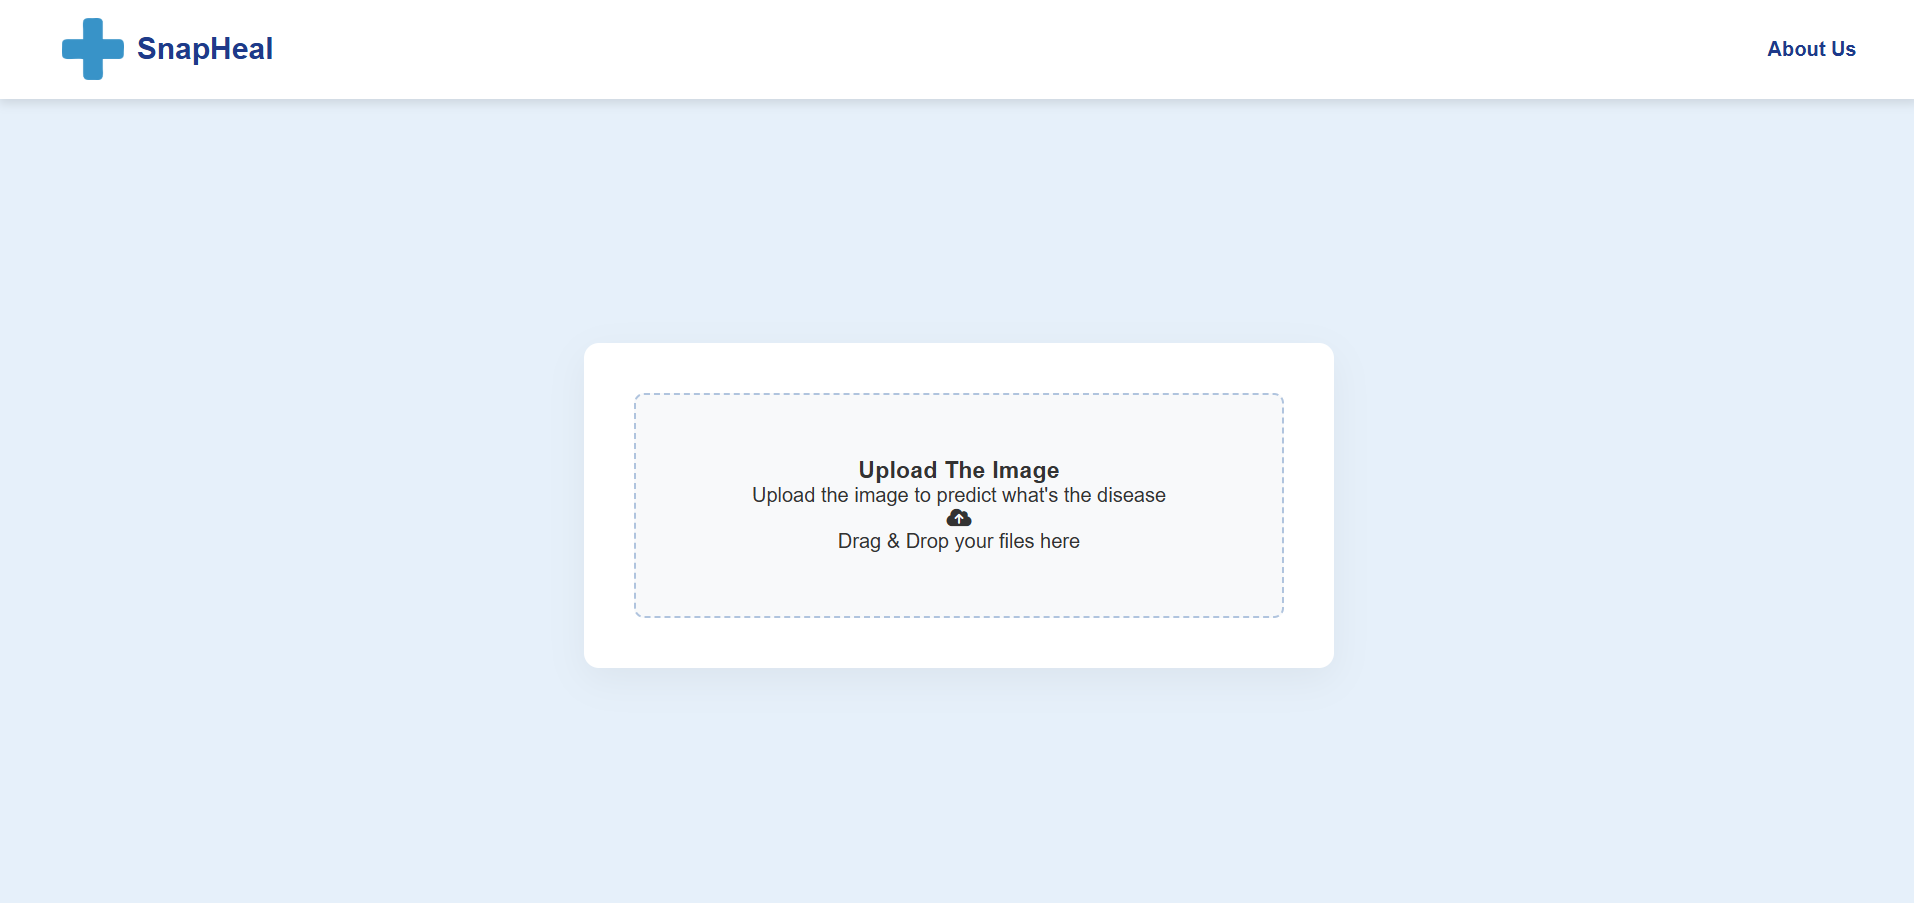 SnapHeal
About Us
Upload The Image
Upload the image to predict what's the disease
Drag & Drop your files here